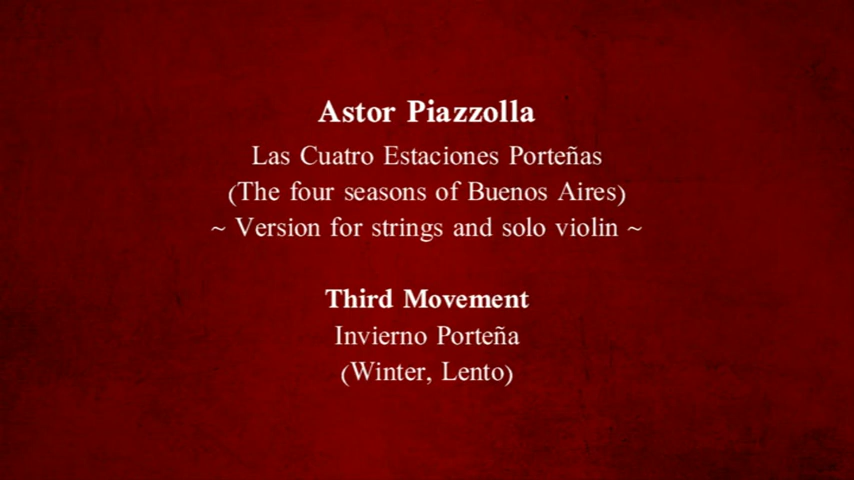 Astor Piazzolla
Las Cuatro Estaciones Porteñas
(The four seasons of Buenos Aires)
~ Version for strings and solo violin ~
Third Movement
Invierno Porteña
(Winter, Lento)